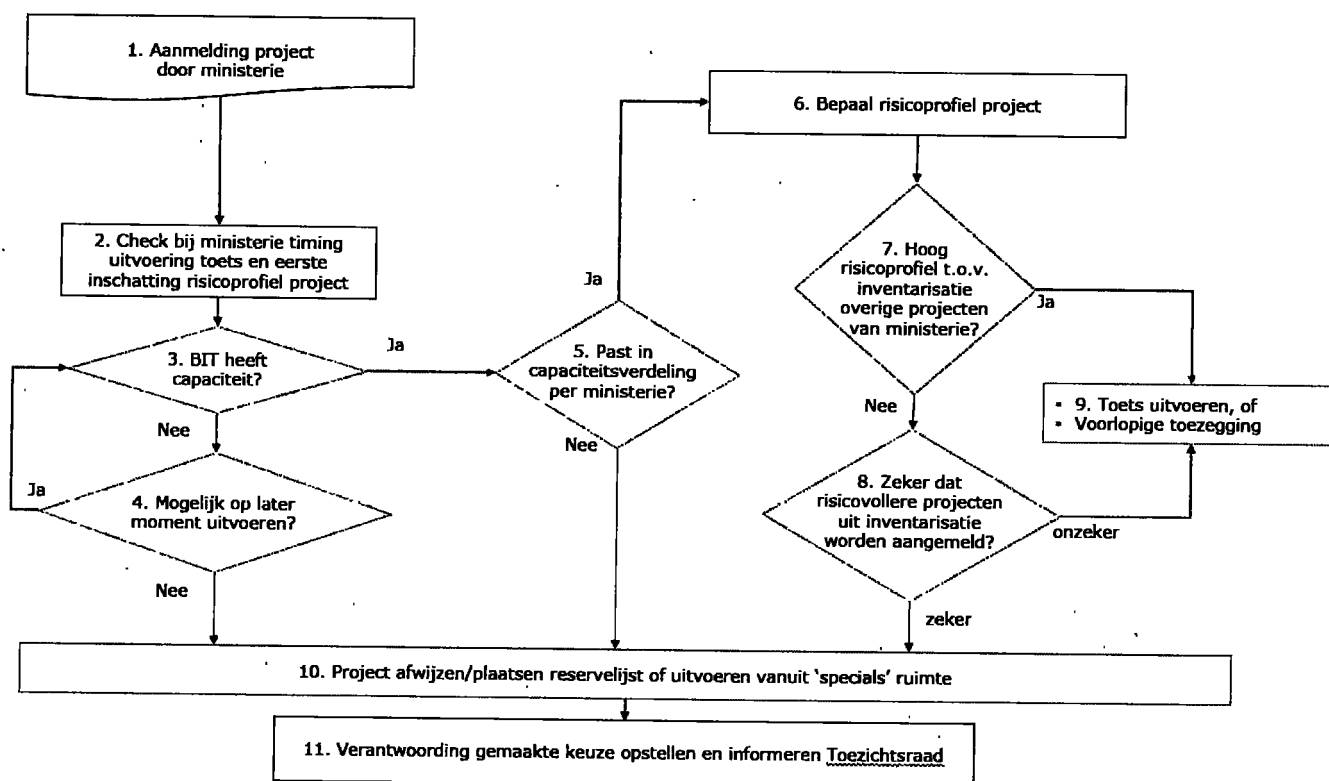 1. Aanmelding project
door ministerie
2. Check bij ministerie timing
uitvoering toets en eerste
inschatting risicoprofiel project
3. BIT heeft
capaciteit?
Ja
Nee
4. Mogelijk op later
moment uitvoeren?
Ja
Nee
5. Past in
capaciteitsverdeling
per ministerie?
Ja
Nee
6. Bepaal risicoprofiel project
7. Hoog
risicoprofiel t.o.v.
inventarisatie
overige projecten
van ministerie?
Ja
Nee
8. Zeker dat
risicovollere projecten
uit inventarisatie
worden aangemeld?
onzeker
zeker
▪ 9. Toets uitvoeren, of
▪ Voorlopige toezegging
10. Project afwijzen/plaatsen reservelijst of uitvoeren vanuit ‘specials’ ruimte
11. Verantwoording gemaakte keuze opstellen en informeren Toezichtsraad